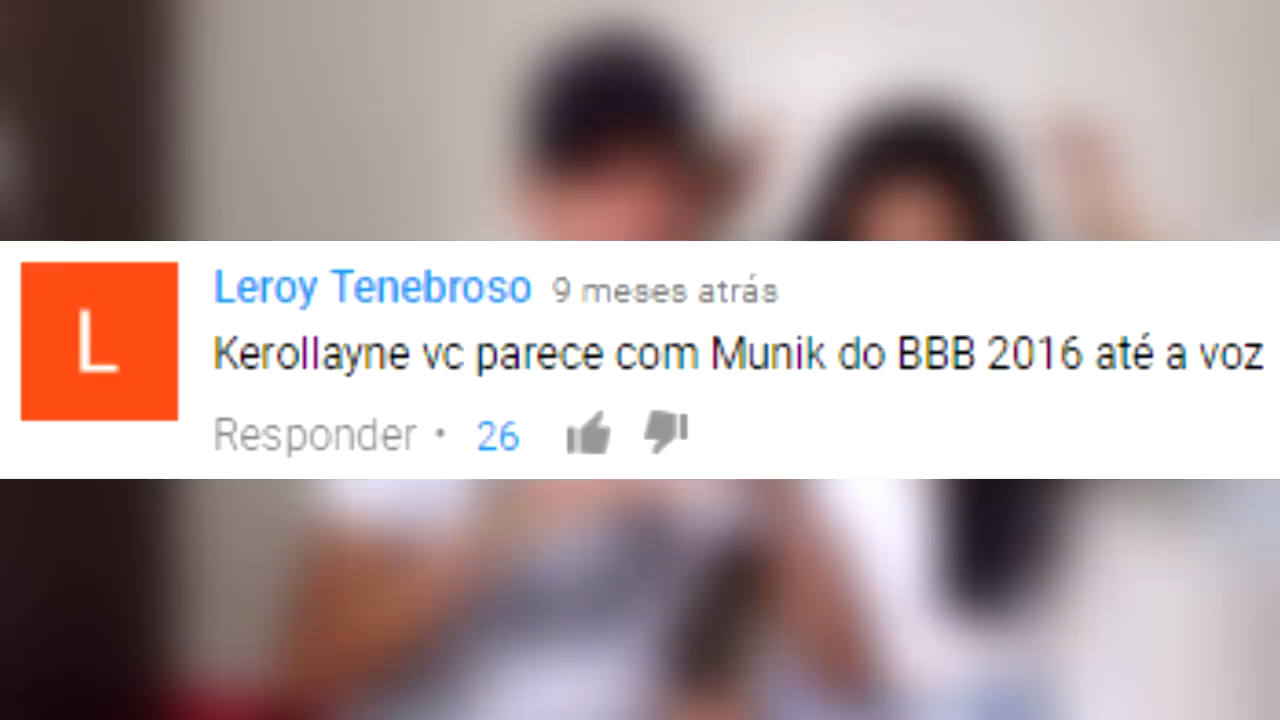 L
Leroy Tenebroso 9 meses atrás
Kerollayne vc parece com Munik do BBB 2016 até a voz
Responder • 26